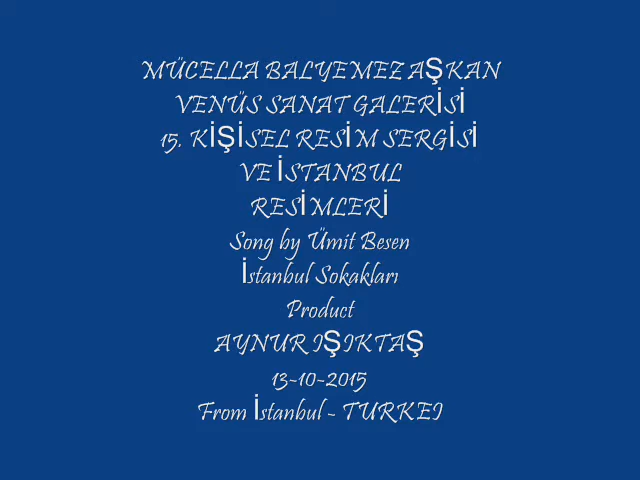 MÜCELLA BALYEMEZ AŞKAN
VENÜS SANAT GALERİSİ
15. KİŞİSEL RESİM SERGİSİ
VE İSTANBUL
RESİMLERİ
Song by Ümit Besen
İstanbul Sokakları
Product
AYNUR IŞIKTAŞ
13-10-2015
From İstanbul - TURKEI